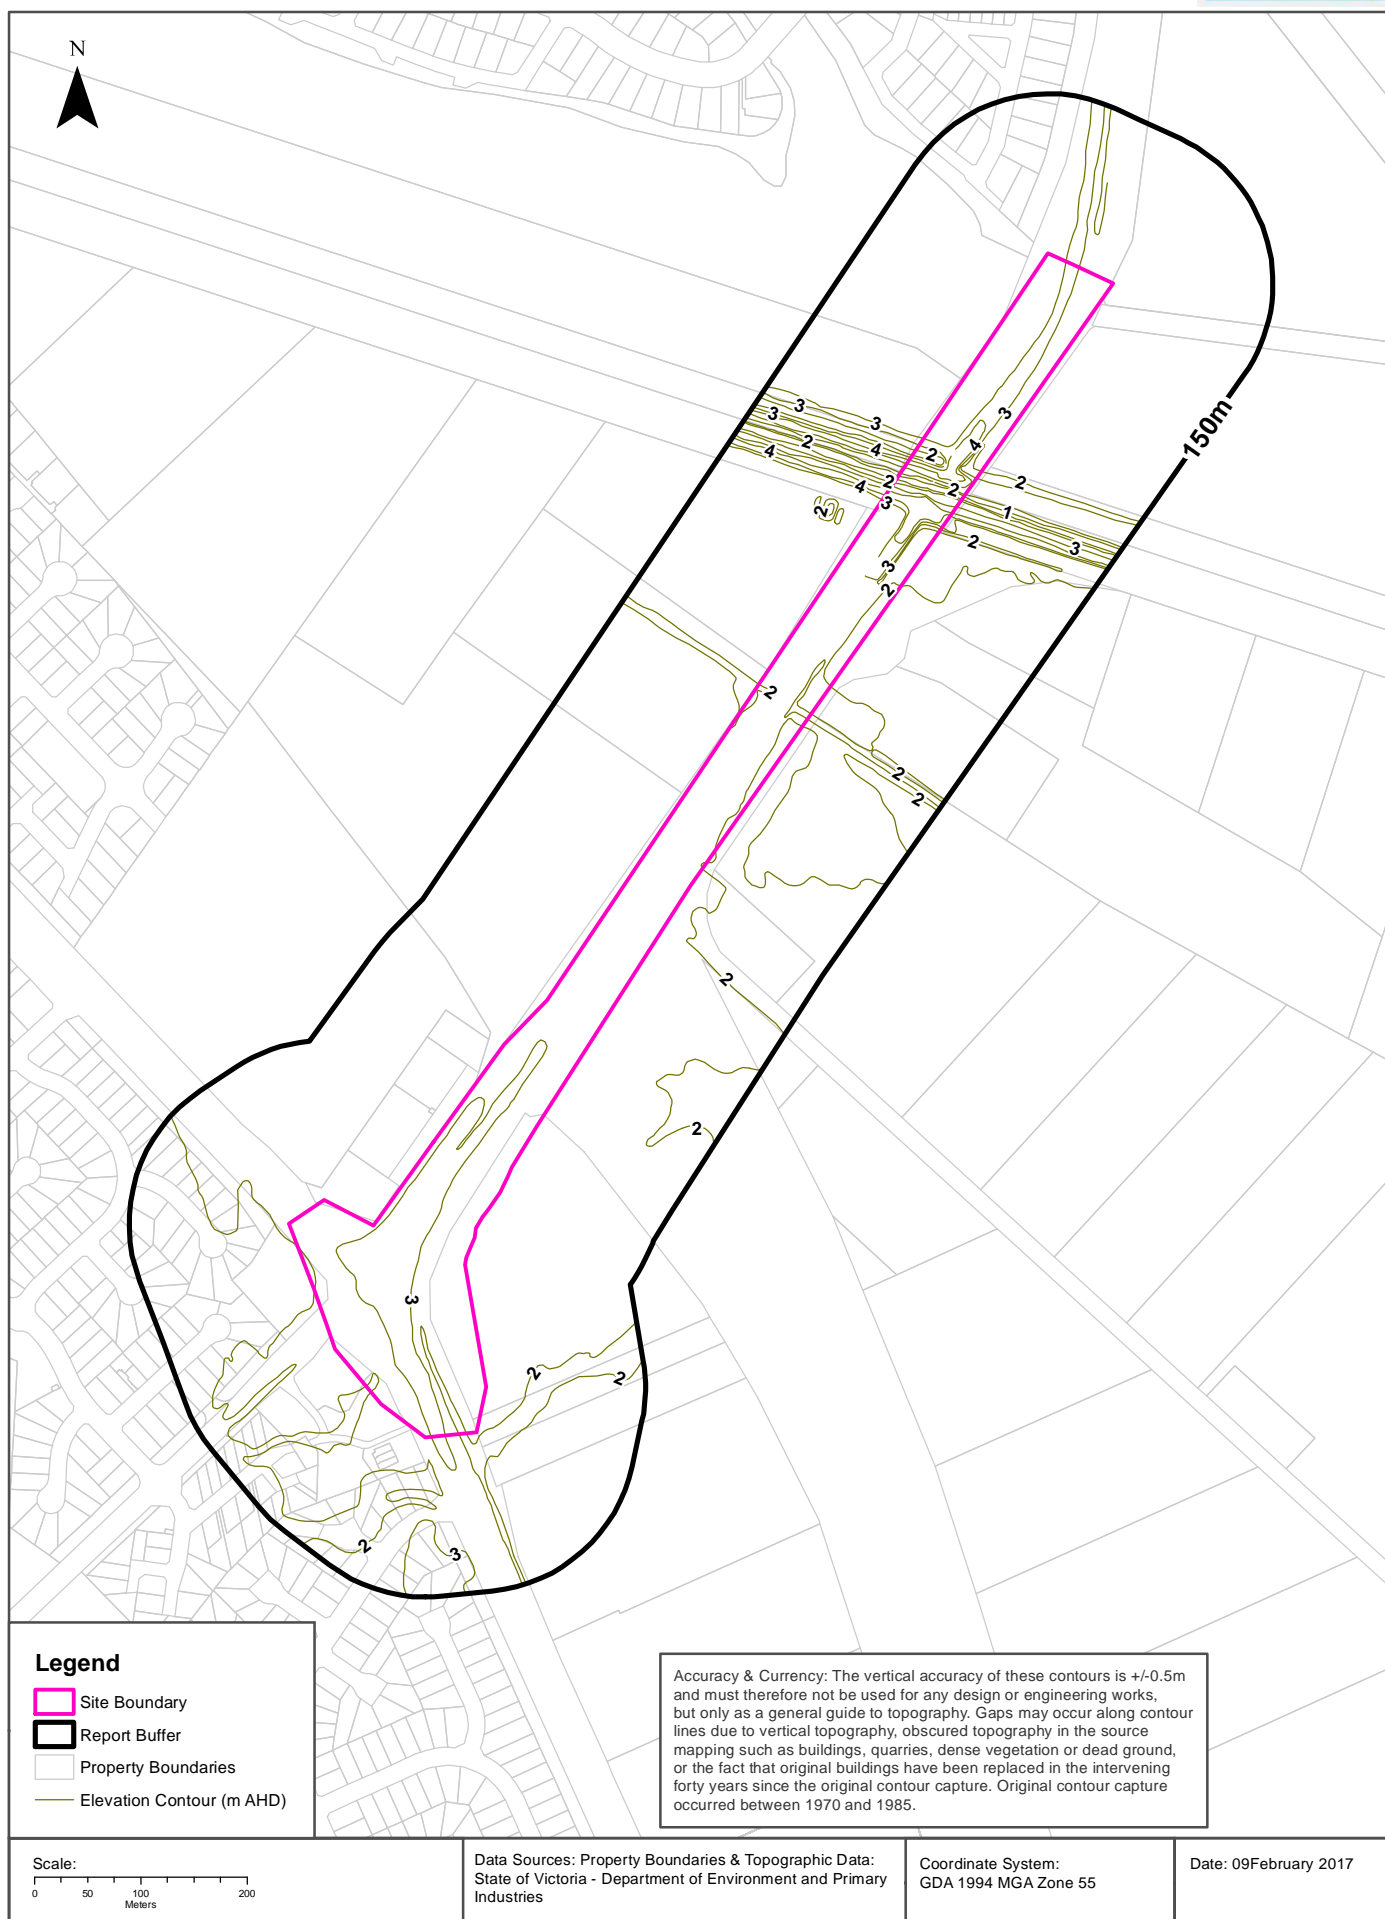 N
150m
3
3
3
2
4
2
4
4
3
4
2
2
3
2
2
1
3
2
2
3
2
2
2
2
2
2
3
2
2
2
3
Legend
Site Boundary
Report Buffer
Property Boundaries
Elevation Contour (m AHD)
Accuracy & Currency: The vertical accuracy of these contours is +/-0.5m
and must therefore not be used for any design or engineering works,
but only as a general guide to topography. Gaps may occur along contour
lines due to vertical topography, obscured topography in the source
mapping such as buildings, quarries, dense vegetation or dead ground,
or the fact that original buildings have been replaced in the intervening
forty years since the original contour capture. Original contour capture
occurred between 1970 and 1985.
Scale:
0 50 100 200
Meters
Data Sources: Property Boundaries & Topographic Data:
State of Victoria - Department of Environment and Primary
Industries
Coordinate System:
GDA 1994 MGA Zone 55
Date: 09February 2017